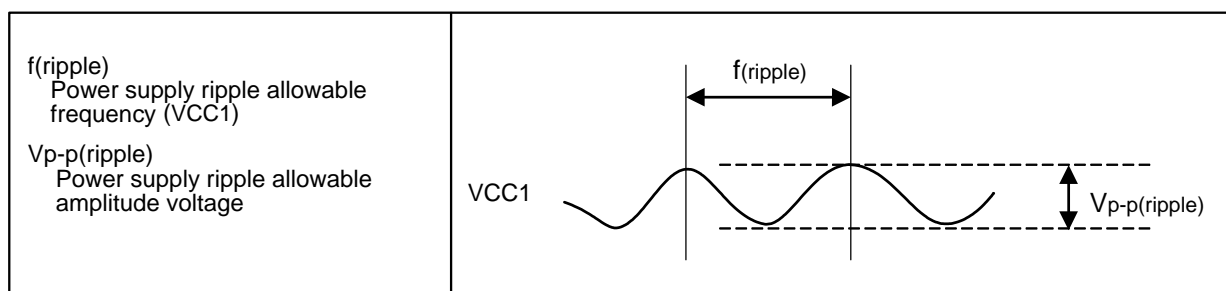 f(ripple)
Power supply ripple allowable
frequency (VCC1)
Vp-p(ripple)
Power supply ripple allowable
amplitude voltage
f(ripple)
VCC1
Vp-p(ripple)